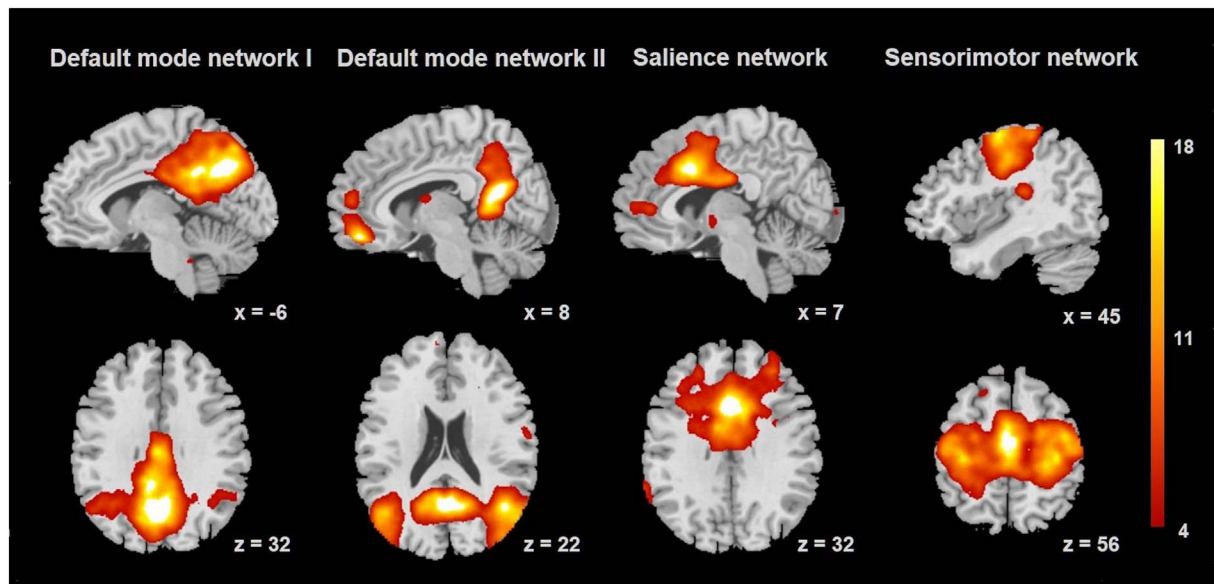 Default mode network I
Default mode network II
Salience network
Sensorimotor network
x = -6
x = 8
x = 7
x = 45
18
11
4
z = 32
z = 22
z = 32
z = 56